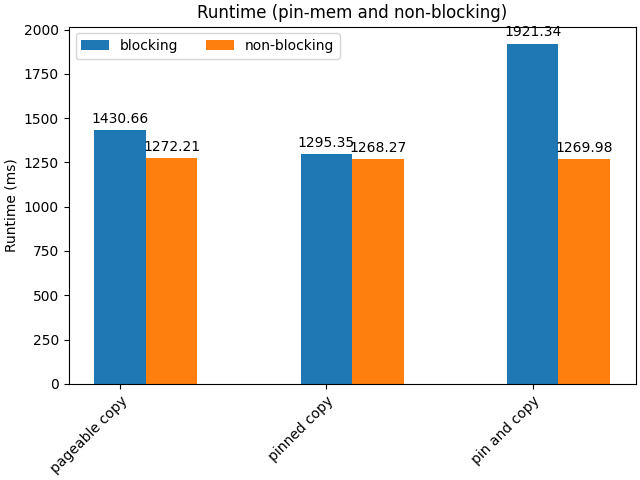 Runtime (pin-mem and non-blocking)
blocking
non-blocking
Runtime (ms)
2000
1750
1500
1250
1000
750
500
250
0
1430.66
1272.21
1295.35
1268.27
1921.34
1269.98
pageable copy
pinned copy
pin and copy